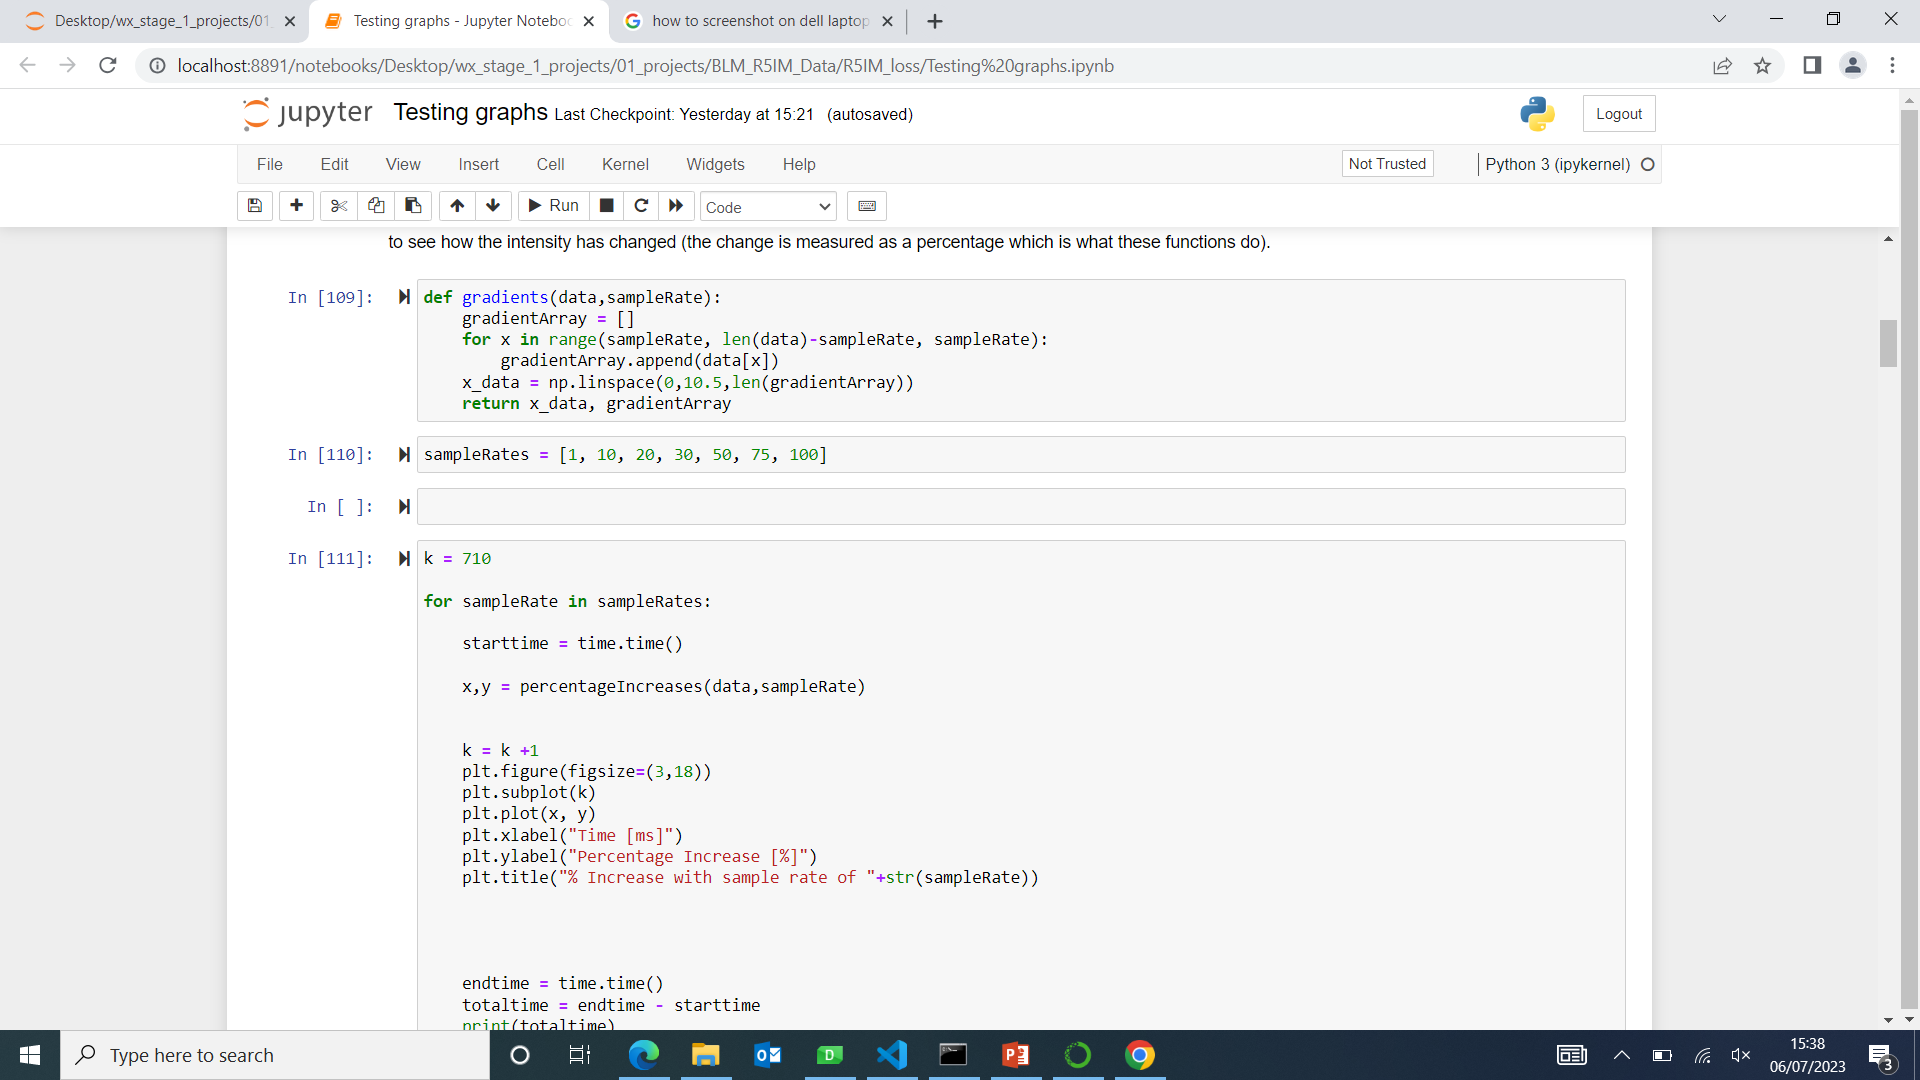 Desktop/wx_stage_1_projects/01_
Testing graphs - Jupyter Noteboo
how to screenshot on dell laptop
localhost:8891/notebooks/Desktop/wx_stage_1_projects/01_projects/BLM_R5IM_Data/R5IM_loss/Testing%20graphs.ipynb
jupyter Testing graphs Last Checkpoint: Yesterday at 15:21 (autosaved)
Logout
File Edit View Insert Cell Kernel Widgets Help
Not Trusted
Python 3 (ipykernel)
Run
Code
to see how the intensity has changed (the change is measured as a percentage which is what these functions do).
In [109]:
def gradients(data,sampleRate):
    gradientArray = []
    for x in range(sampleRate, len(data)-sampleRate, sampleRate):
        gradientArray.append(data[x])
    x_data = np.linspace(0,10.5,len(gradientArray))
    return x_data, gradientArray
In [110]:
sampleRates = [1, 10, 20, 30, 50, 75, 100]
In [ ]:
In [111]:
k = 710
for sampleRate in sampleRates:
    starttime = time.time()
    x,y = percentageIncreases(data,sampleRate)
    k = k +1
    plt.figure(figsize=(3,18))
    plt.subplot(k)
    plt.plot(x, y)
    plt.xlabel("Time [ms]")
    plt.ylabel("Percentage Increase [%]")
    plt.title("% Increase with sample rate of "+str(sampleRate))
    endtime = time.time()
    totaltime = endtime - starttime
    print(totaltime)
Type here to search
15:38
06/07/2023
3